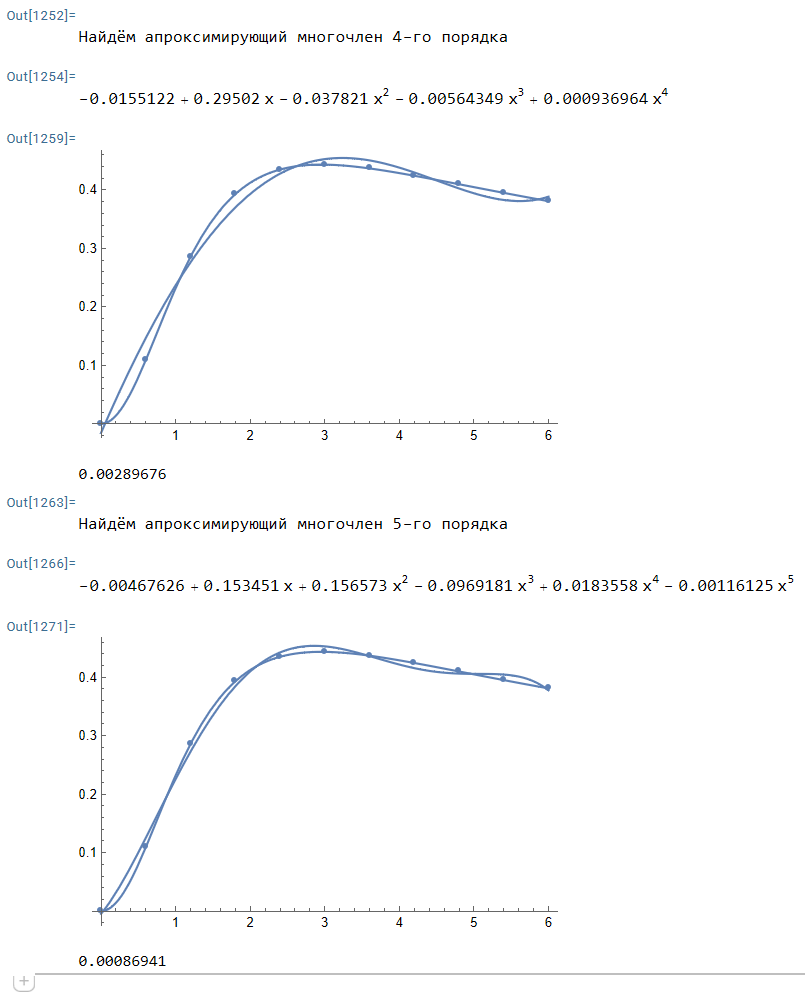 Out[1252]=
Найдём апроксимирующий многочлен 4-го порядка
Out[1254]=
-0.0155122 + 0.29502 x - 0.037821 x² - 0.00564349 x³ + 0.000936964 x⁴
Out[1259]=
0.4
0.3
0.2
0.1
1 2 3 4 5 6
0.00289676
Out[1263]=
Найдём апроксимирующий многочлен 5-го порядка
Out[1266]=
-0.00467626 + 0.153451 x + 0.156573 x² - 0.0969181 x³ + 0.0183558 x⁴ - 0.00116125 x⁵
Out[1271]=
0.4
0.3
0.2
0.1
1 2 3 4 5 6
0.00086941
+